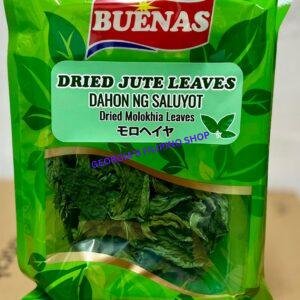 BUENAS
DRIED JUTE LEAVES
DAHON NG SALUYOT
Dried Molokhia Leaves
モロヘイヤ